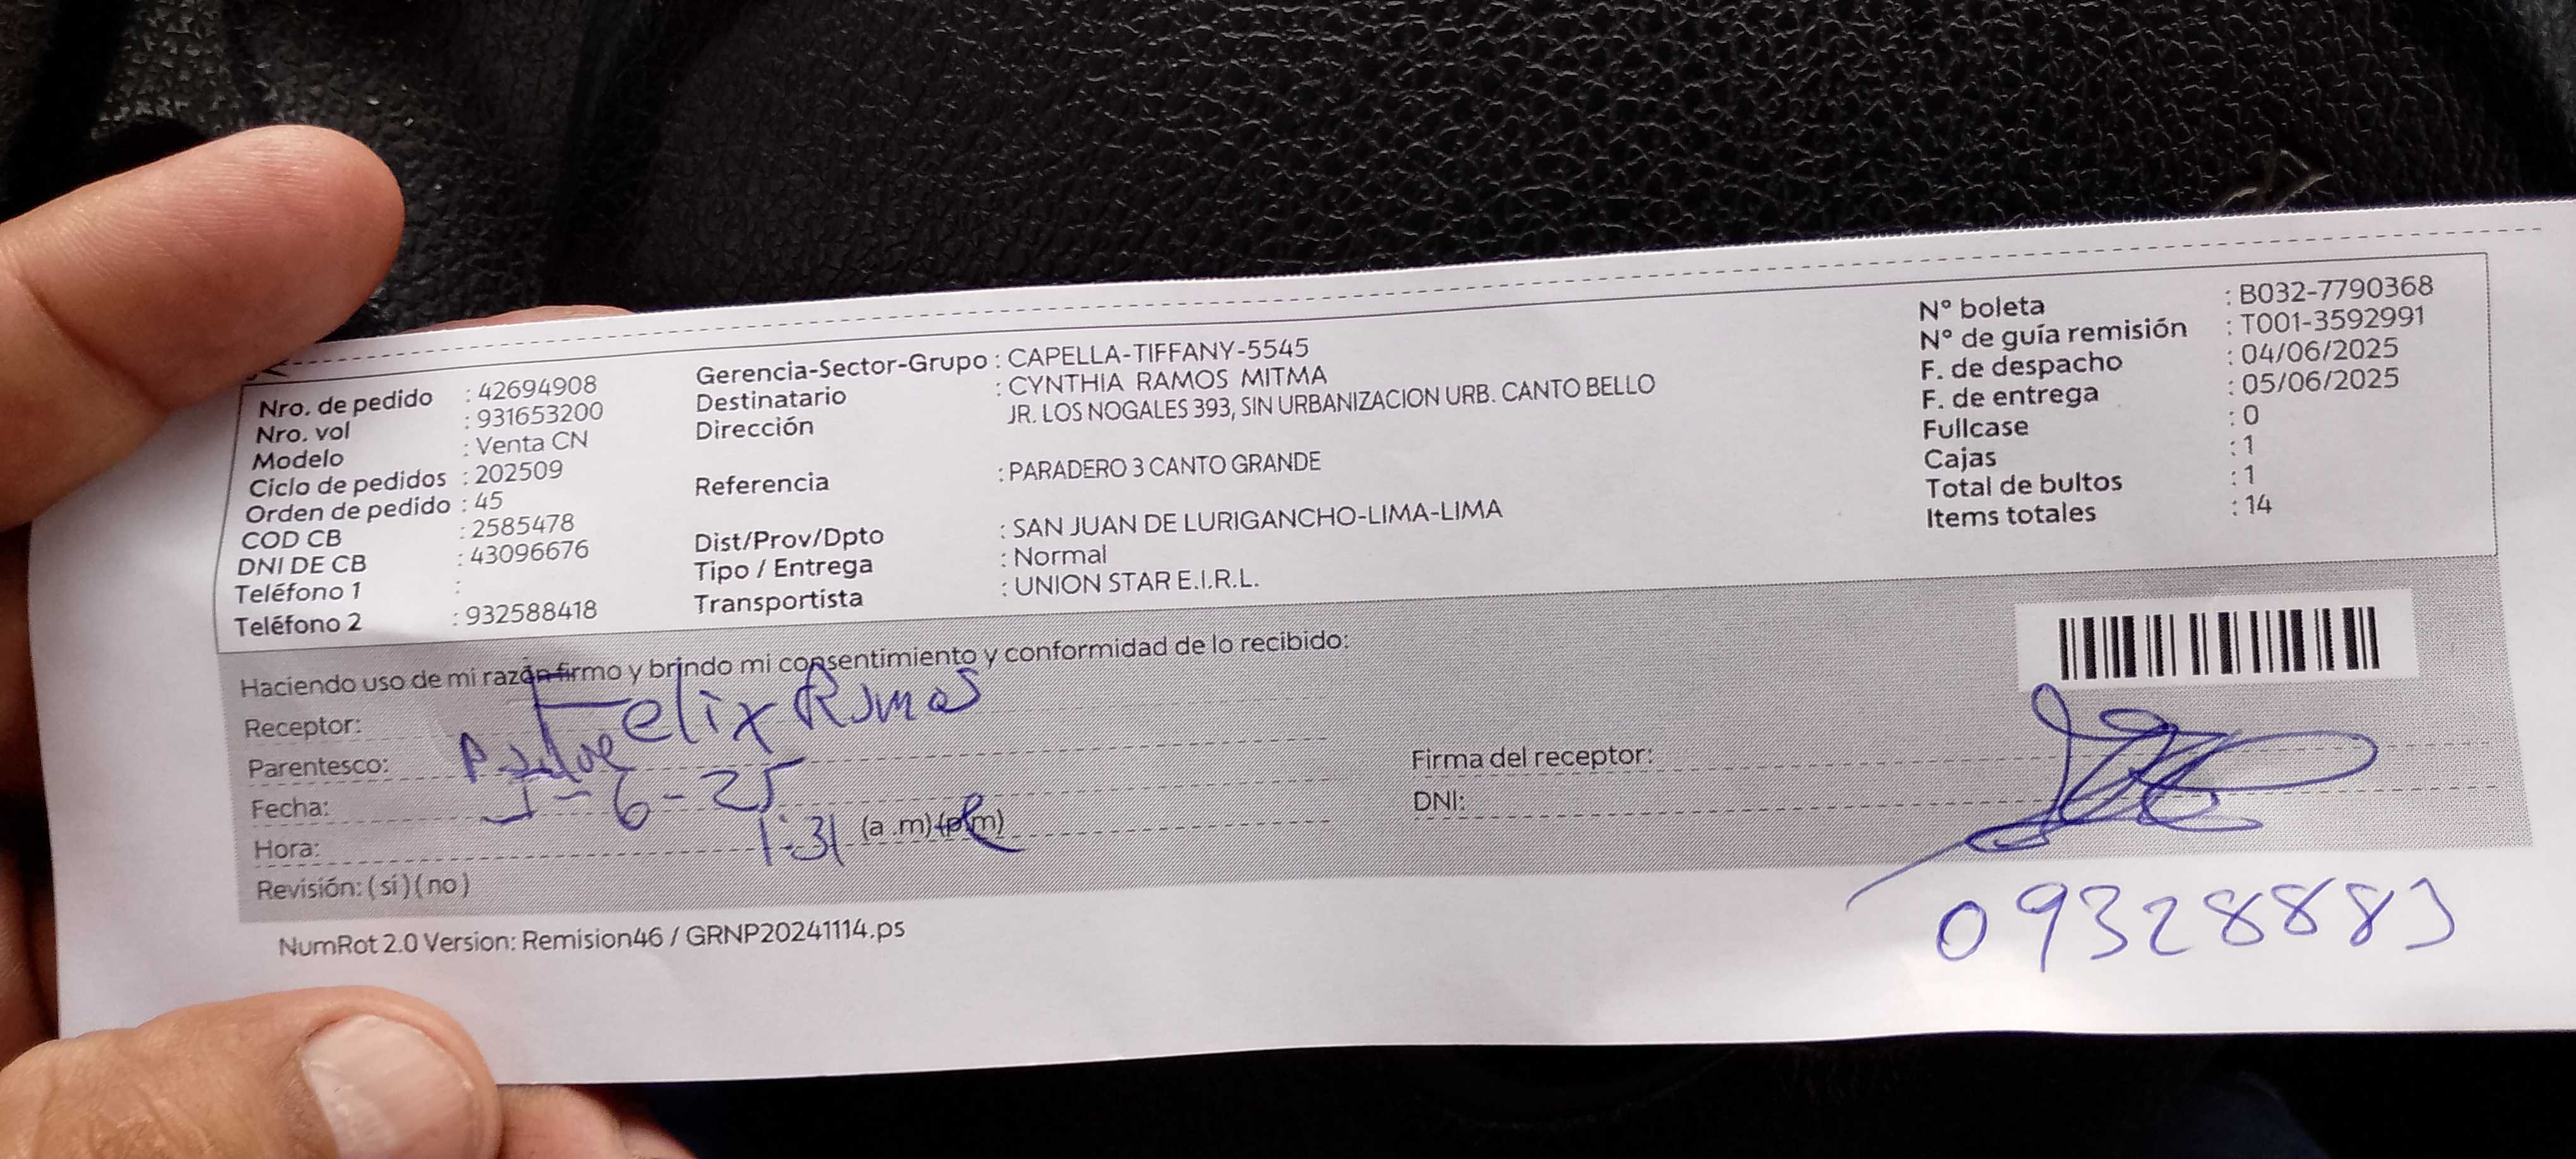 Nro. de pedido : 42694908
Nro. vol : 931653200
Modelo : Venta CN
Ciclo de pedidos : 202509
Orden de pedido : 45
COD CB : 2585478
DNI DE CB : 43096676
Teléfono 1 :
Teléfono 2 : 932588418
Gerencia-Sector-Grupo : CAPELLA-TIFFANY-5545
Destinatario : CYNTHIA RAMOS MITMA
Dirección JR. LOS NOGALES 393, SIN URBANIZACION URB. CANTO BELLO
Referencia : PARADERO 3 CANTO GRANDE
Dist/Prov/Dpto : SAN JUAN DE LURIGANCHO-LIMA-LIMA
Tipo / Entrega : Normal
Transportista : UNION STAR E.I.R.L.
N° boleta : B032-7790368
N° de guía remisión : T001-3592991
F. de despacho : 04/06/2025
F. de entrega : 05/06/2025
Fullcase : 0
Cajas : 1
Total de bultos : 1
Items totales : 14
Haciendo uso de mi razón firmo y brindo mi consentimiento y conformidad de lo recibido:
Receptor: Felix Ramos
Parentesco: Padre
Fecha: 5-6-25
Hora: 1:31 (a .m) (p.m)
Revisión: (si) (no)
Firma del receptor:
DNI:
09328883
NumRot 2.0 Version: Remision46 / GRNP20241114.ps